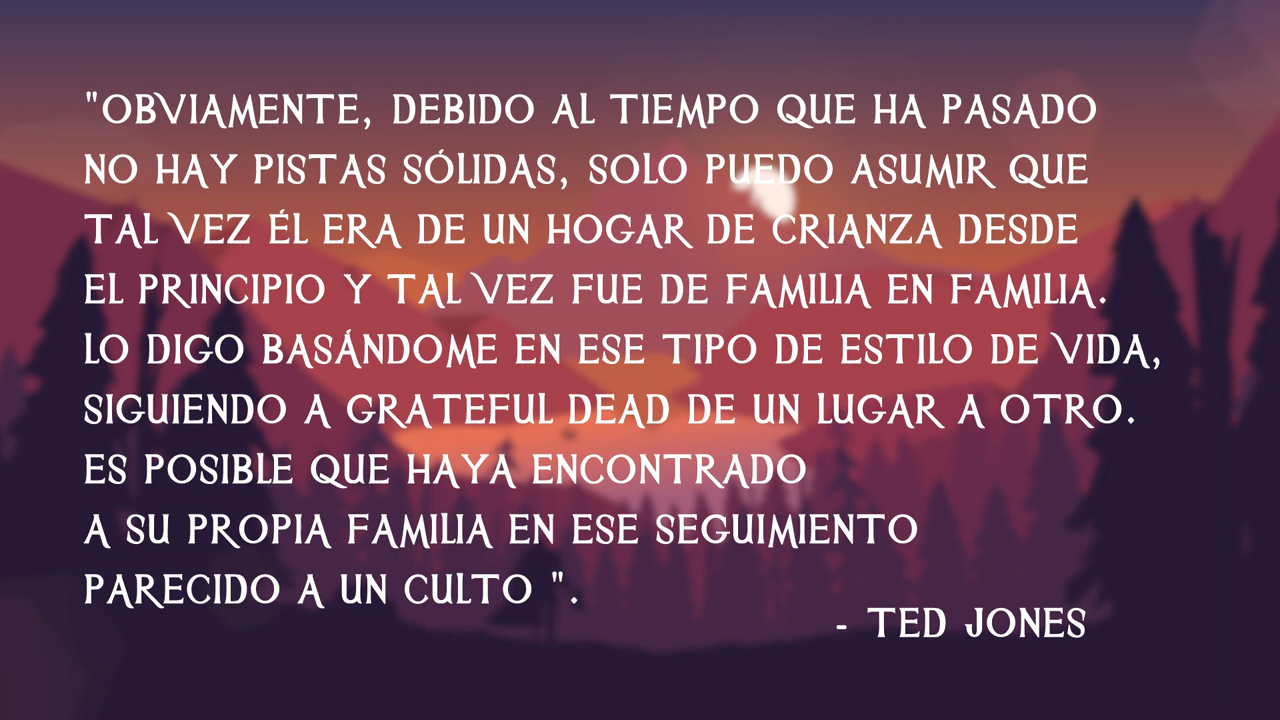 "OBVIAMENTE, DEBIDO AL TIEMPO QUE HA PASADO
NO HAY PISTAS SÓLIDAS, SOLO PUEDO ASUMIR QUE
TAL VEZ ÉL ERA DE UN HOGAR DE CRIANZA DESDE
EL PRINCIPIO Y TAL VEZ FUE DE FAMILIA EN FAMILIA.
LO DIGO BASÁNDOME EN ESE TIPO DE ESTILO DE VIDA,
SIGUIENDO A GRATEFUL DEAD DE UN LUGAR A OTRO.
ES POSIBLE QUE HAYA ENCONTRADO
A SU PROPIA FAMILIA EN ESE SEGUIMIENTO
PARECIDO A UN CULTO ".
- TED JONES